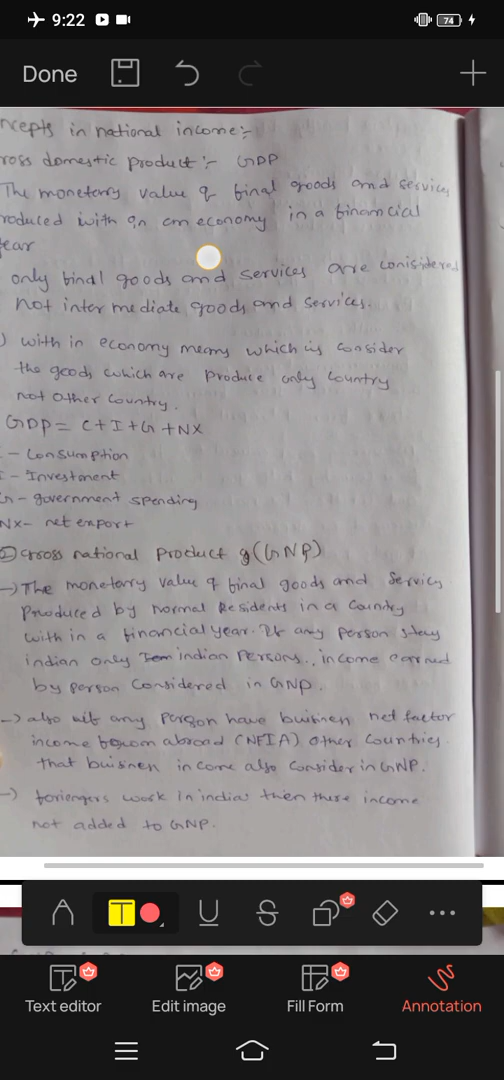 9:22
74
Done
ncepts in national income:-
ross domestic product :- GDP
The monetary value of final goods and services
roduced with in an economy in a financial
year
only final goods and services are considered
Not intermediate goods and services.
) with in economy means which is consider
the goods which are produce only country
not other country.
GDP = C+I+G+NX
- Consumption
- Investment
G - government spending
NX - net export
② Gross national product (GNP)
-) The monetary value of final goods and services
Produced by normal Residents in a country
with in a financial year. If any person stay
indian only indian Persons., income earned
by person considered in GNP.
-) also if any person have buisnen net factor
income from abroad (NFIA) other countries.
that buisnen income also consider in GNP.
-) foriengers work in india then these income
not added to GNP.
T
U
S
Text editor
Edit image
Fill Form
Annotation